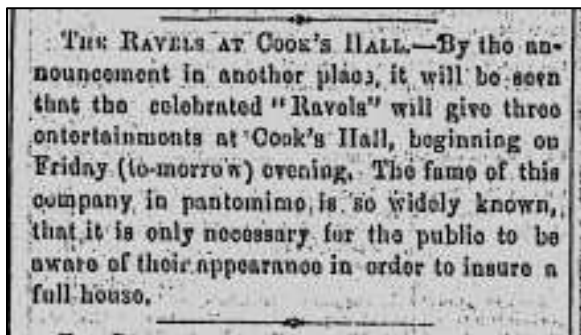 THE RAVELS AT COOK'S HALL.—By the an-
nouncement in another place, it will be seen
that the celebrated "Ravels" will give three
entertainments at Cook's Hall, beginning on
Friday (to-morrow) evening. The fame of this
company in pantomime is so widely known,
that it is only necessary for the public to be
aware of their appearance in order to insure a
full house.